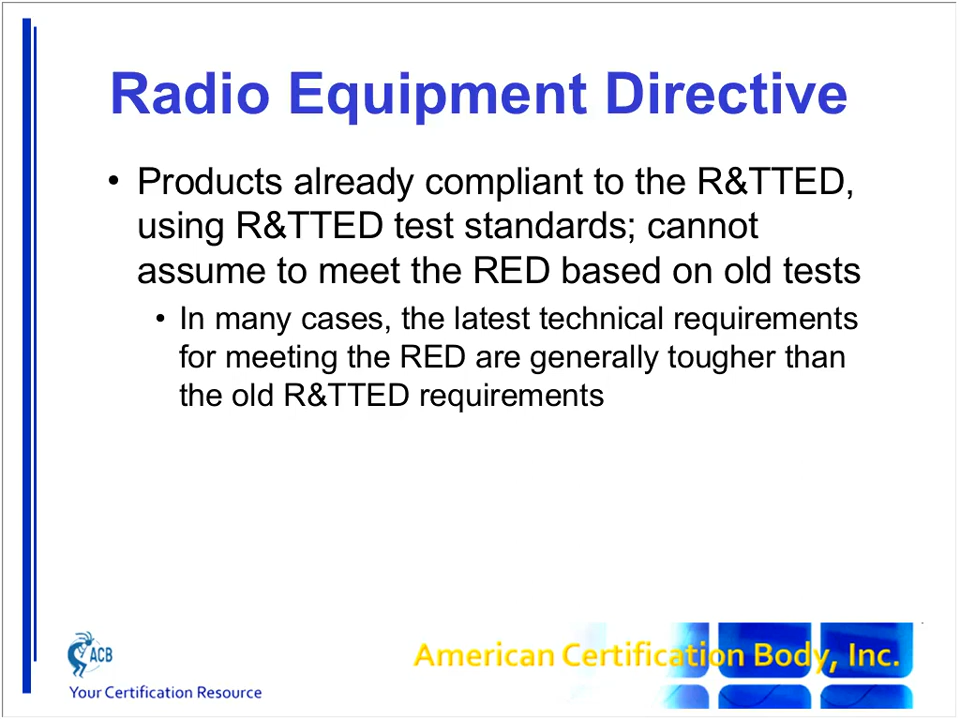 Radio Equipment Directive
• Products already compliant to the R&TTED,
using R&TTED test standards; cannot
assume to meet the RED based on old tests
• In many cases, the latest technical requirements
for meeting the RED are generally tougher than
the old R&TTED requirements
ACB
Your Certification Resource
American Certification Body, Inc.